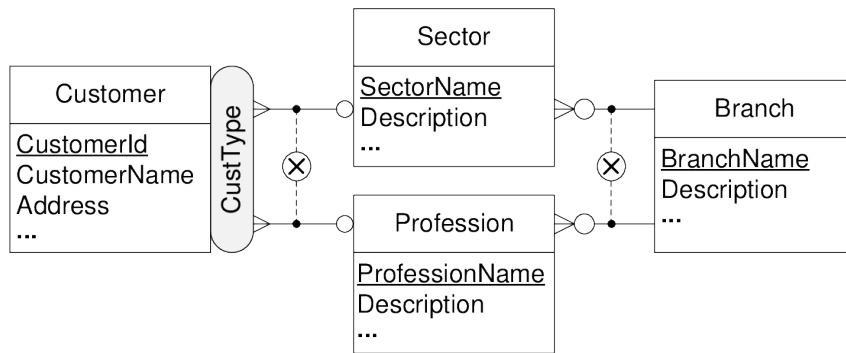 Customer
CustomerId
CustomerName
Address
...
CustType
Sector
SectorName
Description
...
Profession
ProfessionName
Description
...
Branch
BranchName
Description
...